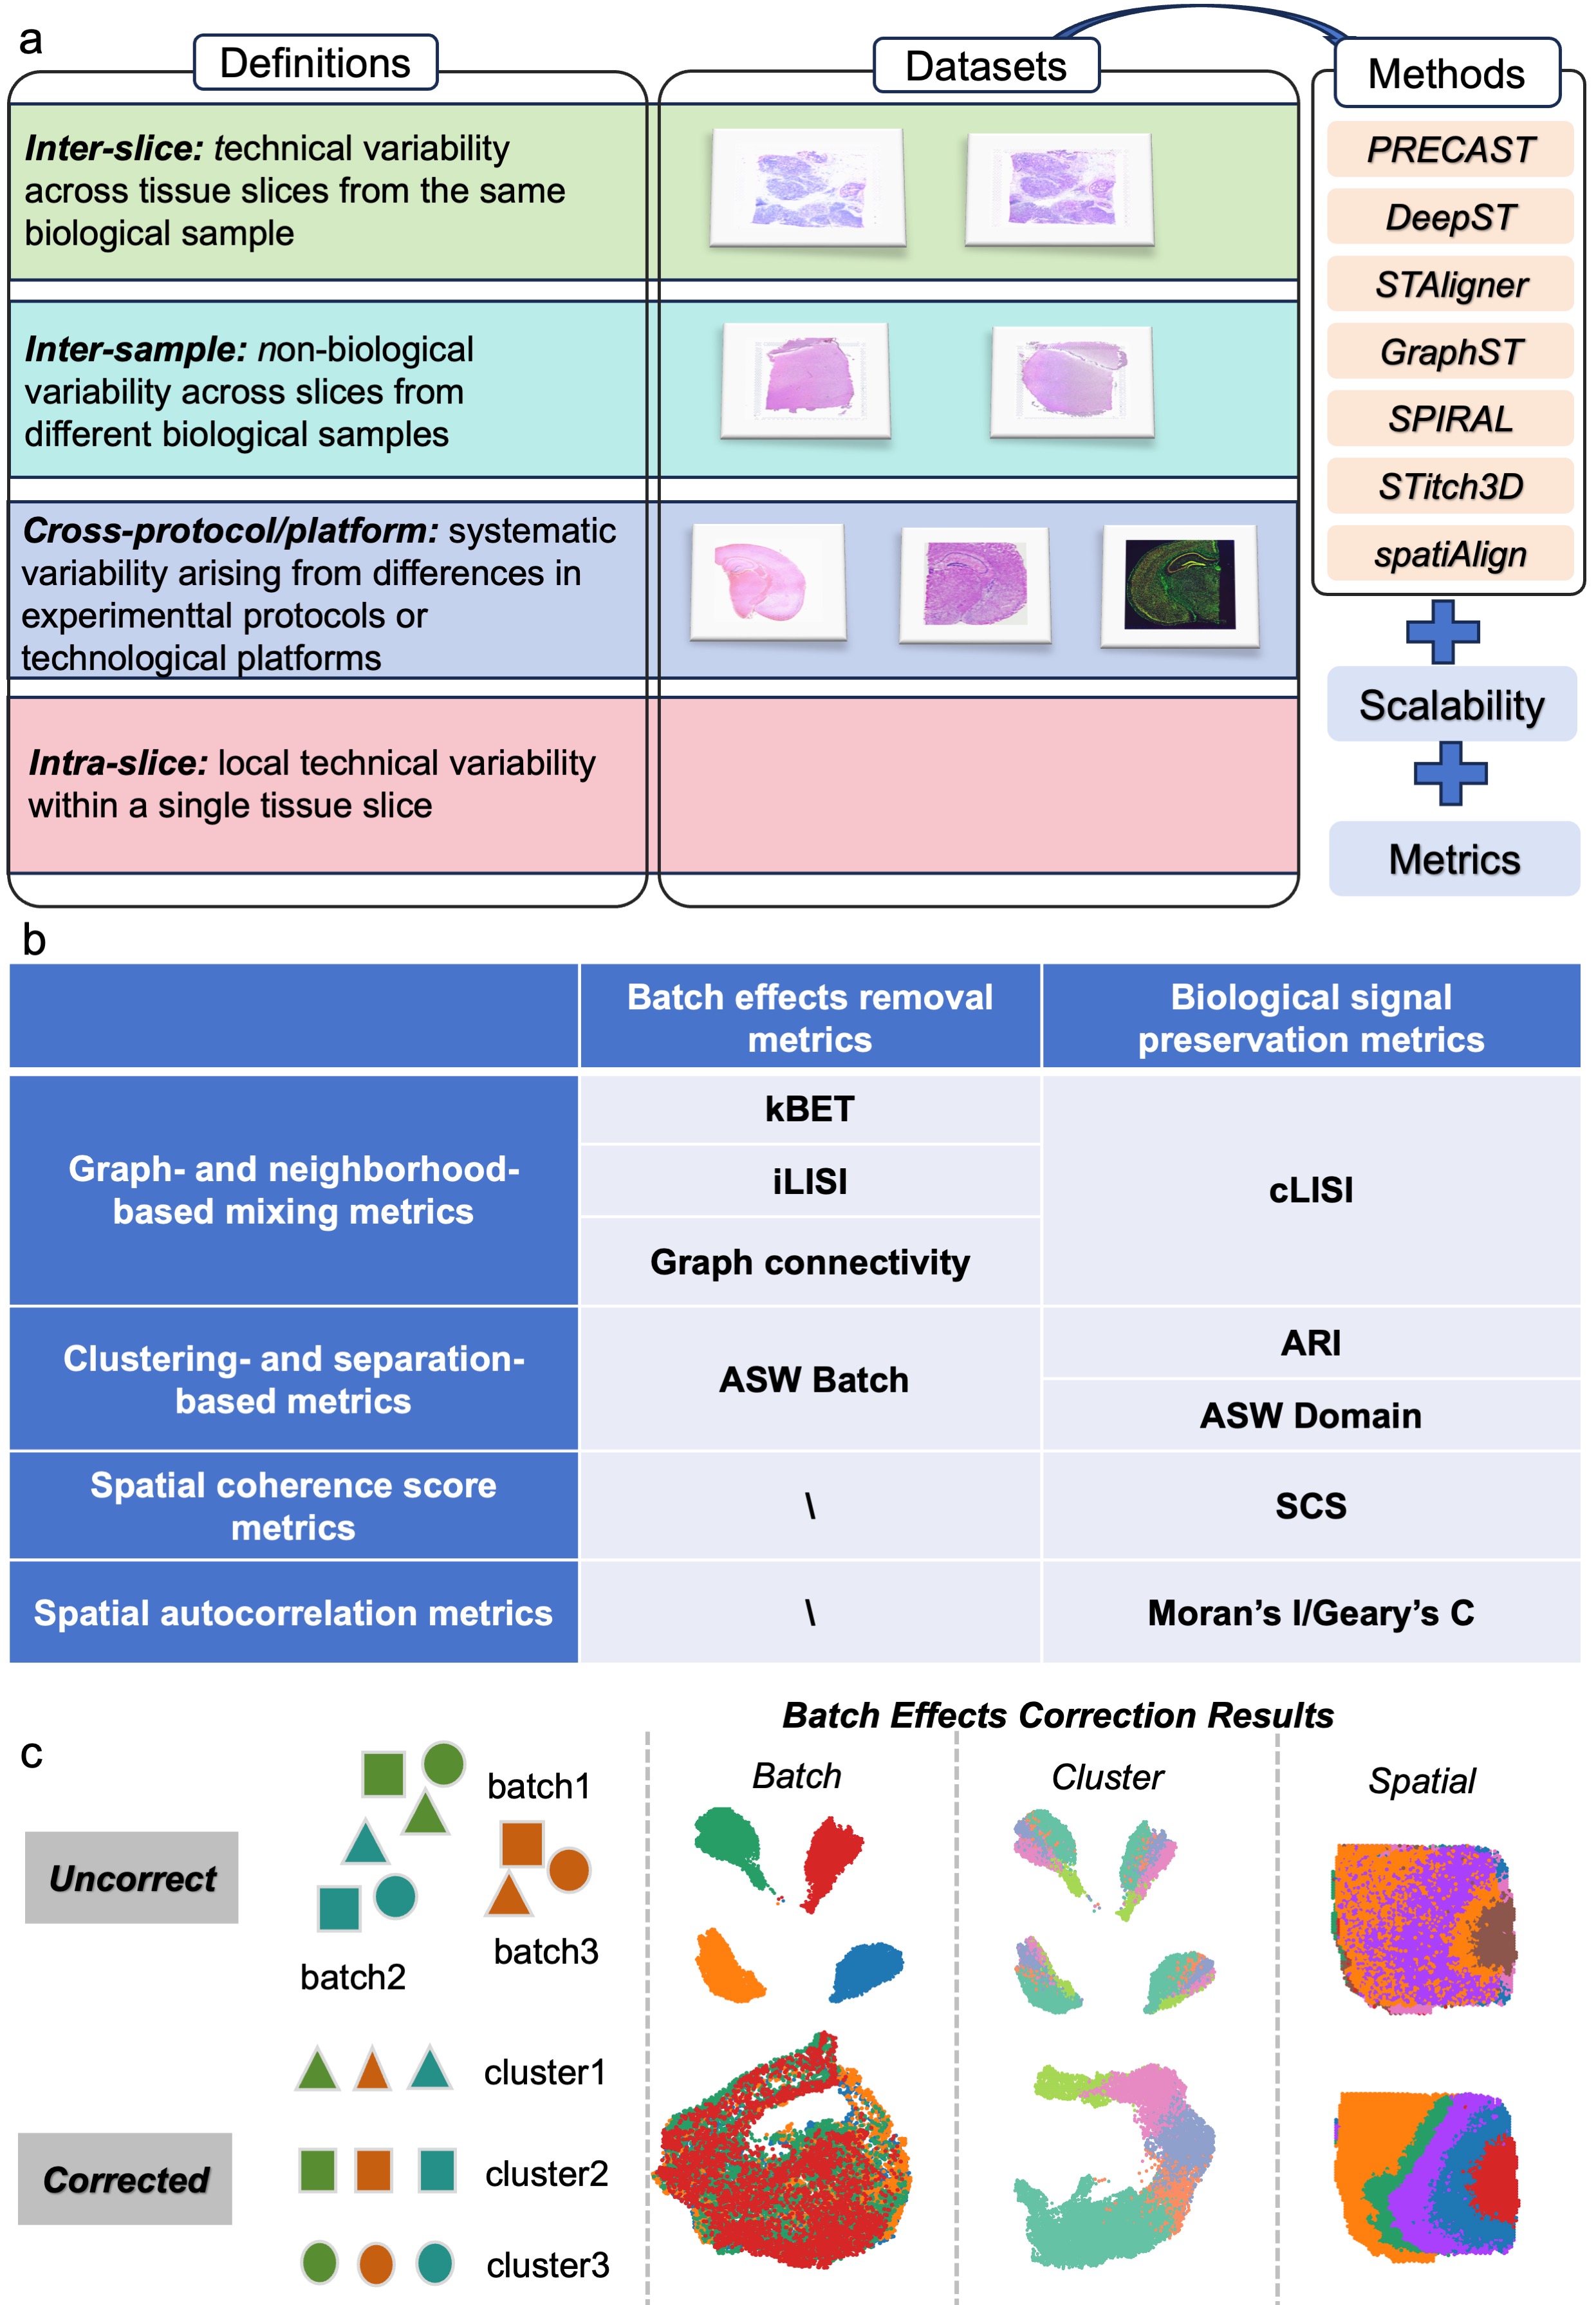 a
Definitions
Datasets
Methods
Inter-slice: technical variability
across tissue slices from the same
biological sample
Inter-sample: non-biological
variability across slices from
different biological samples
Cross-protocol/platform: systematic
variability arising from differences in
experimenttal protocols or
technological platforms
Intra-slice: local technical variability
within a single tissue slice
PRECAST
DeepST
STAligner
GraphST
SPIRAL
STitch3D
spatiAlign
Scalability
Metrics
b
Batch effects removal
metrics
Biological signal
preservation metrics
Graph- and neighborhood-
based mixing metrics
kBET
iLISI
Graph connectivity
cLISI
Clustering- and separation-
based metrics
ASW Batch
ARI
ASW Domain
Spatial coherence score
metrics
\
SCS
Spatial autocorrelation metrics
\
Moran’s I/Geary’s C
c
Batch Effects Correction Results
Batch
Cluster
Spatial
Uncorrect
batch1
batch2
batch3
Corrected
cluster1
cluster2
cluster3